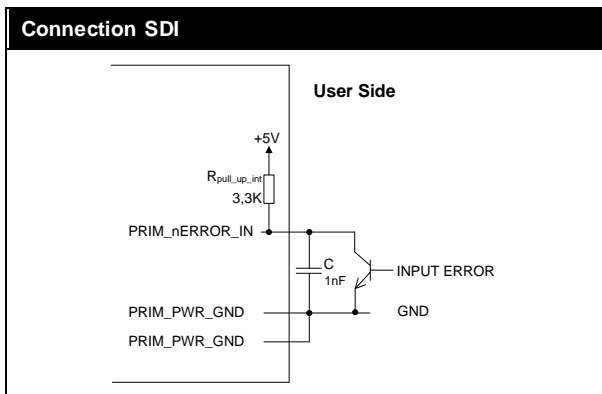 Connection SDI
User Side
+5V
Rpull_up_int
3,3K
PRIM_nERROR_IN
C
1nF
INPUT ERROR
PRIM_PWR_GND
GND
PRIM_PWR_GND